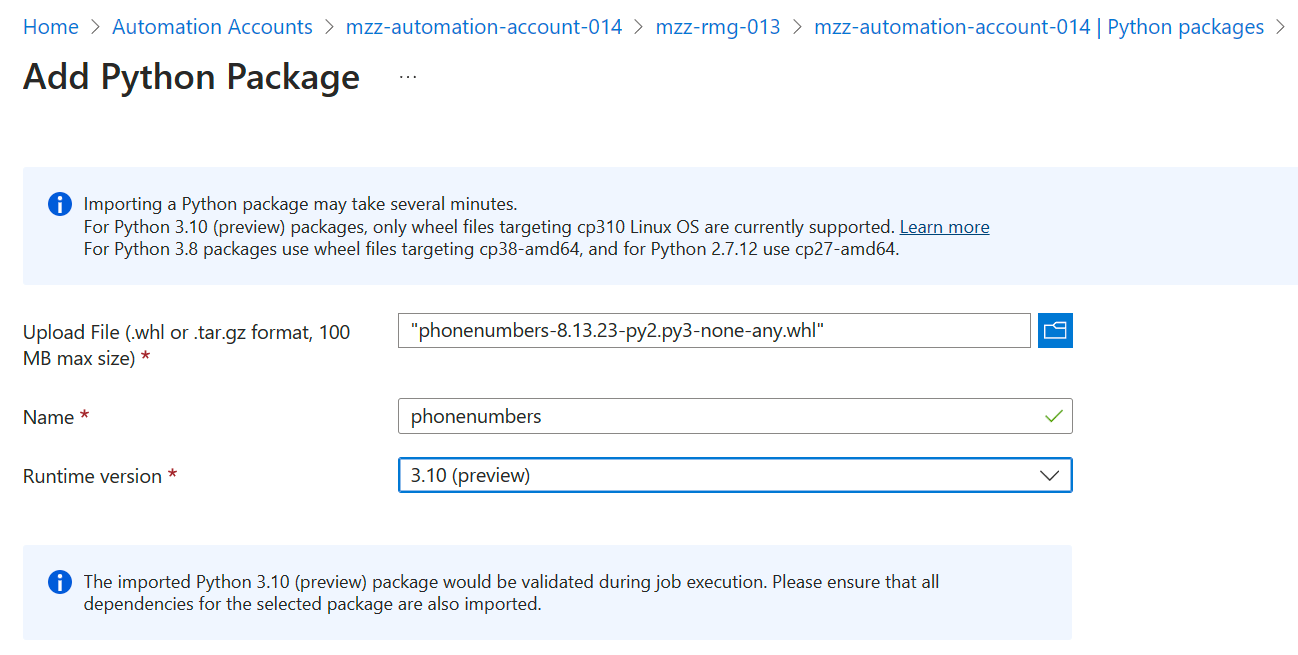 Home > Automation Accounts > mzz-automation-account-014 > mzz-rmg-013 > mzz-automation-account-014 | Python packages >
Add Python Package ...
Importing a Python package may take several minutes.
For Python 3.10 (preview) packages, only wheel files targeting cp310 Linux OS are currently supported. Learn more
For Python 3.8 packages use wheel files targeting cp38-amd64, and for Python 2.7.12 use cp27-amd64.
Upload File (.whl or .tar.gz format, 100
MB max size) *
"phonenumbers-8.13.23-py2.py3-none-any.whl"
Name *
phonenumbers
Runtime version *
3.10 (preview)
The imported Python 3.10 (preview) package would be validated during job execution. Please ensure that all
dependencies for the selected package are also imported.